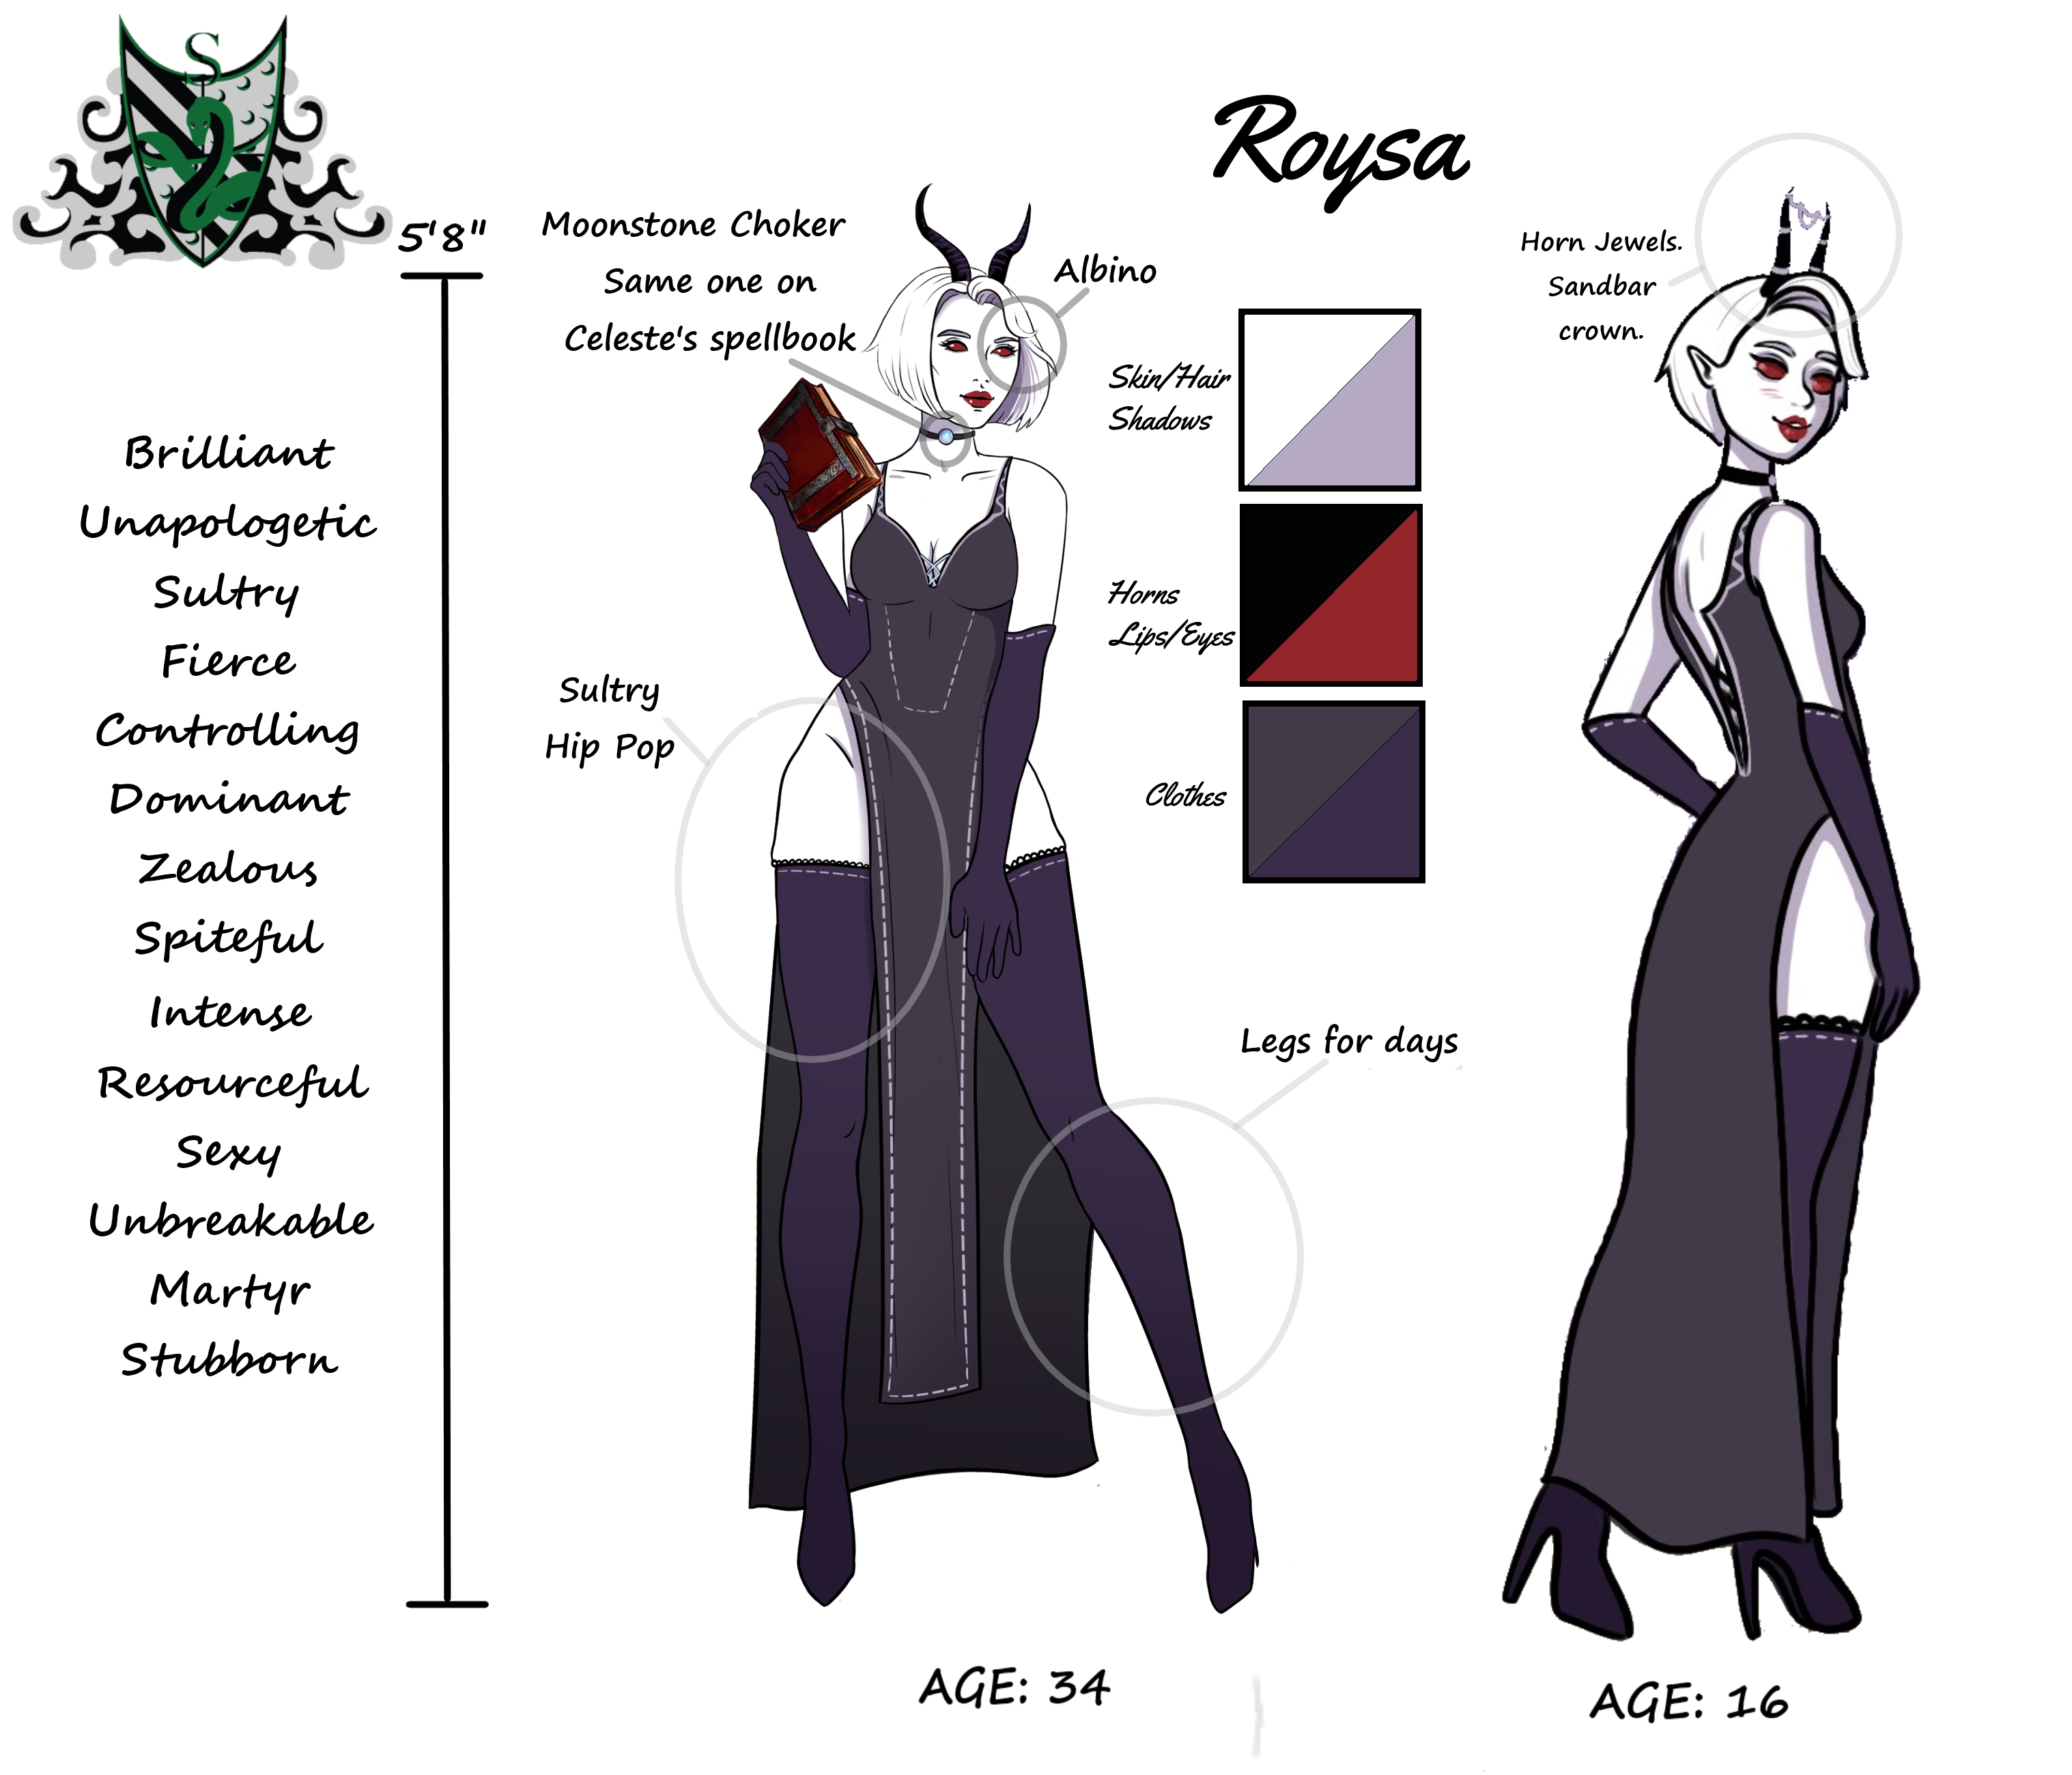 S
Roysa
5'8"
Brilliant
Unapologetic
Sultry
Fierce
Controlling
Dominant
Zealous
Spiteful
Intense
Resourceful
Sexy
Unbreakable
Martyr
Stubborn
Moonstone Choker
Same one on
Celeste's spellbook
Albino
Sultry
Hip Pop
Skin/Hair
Shadows
Horns
Lips/Eyes
Clothes
Legs for days
Horn Jewels.
Sandbar
crown.
AGE: 34
AGE: 16